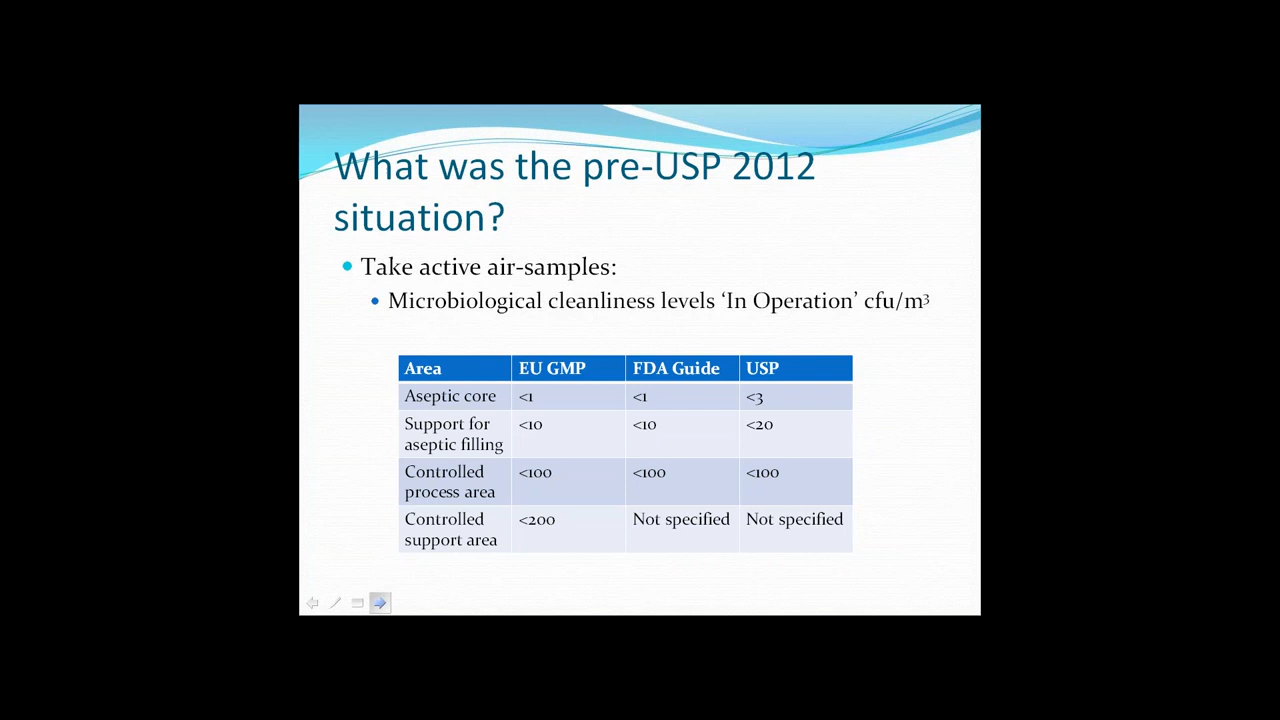 What was the pre-USP 2012
situation?
Take active air-samples:
Microbiological cleanliness levels ‘In Operation’ cfu/m³
Area EU GMP FDA Guide USP
Aseptic core <1 <1 <3
Support for <10 <10 <20
aseptic filling
Controlled <100 <100 <100
process area
Controlled <200 Not specified Not specified
support area